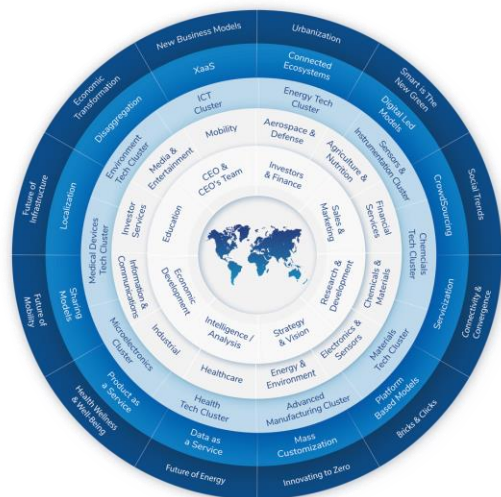 New Business Models
Urbanization
Smart is The
New Green
Social Trends
Connectivity &
Convergence
Bricks & Clicks
Innovating to Zero
Future of Energy
Health Wellness
& Well-Being
Future of
Mobility
Future of
Infrastructure
Economic
Transformation
XaaS
Connected
Ecosystems
Digital Led
Models
CrowdSourcing
Servicization
Platform
Based Models
Mass
Customization
Data as
a Service
Product as
a Service
Sharing
Models
Localization
Disaggregation
ICT
Cluster
Energy Tech
Cluster
Sensors &
Instrumentation Cluster
Chemcials
Tech Cluster
Materials
Tech Cluster
Advanced
Manufacturing Cluster
Health
Tech Cluster
Microelectronics
Cluster
Medical Devices
Tech Cluster
Environment
Tech Cluster
Mobility
Aerospace &
Defense
Agriculture &
Nutrition
Financial
Services
Chemicals &
Materials
Electronics &
Sensors
Energy &
Environment
Healthcare
Industrial
Information &
Communications
Investor
Services
Media &
Entertainment
CEO &
CEO's Team
Investors
& Finance
Sales &
Marketing
Research &
Development
Strategy
& Vision
Intelligence /
Analysis
Economic
Development
Education